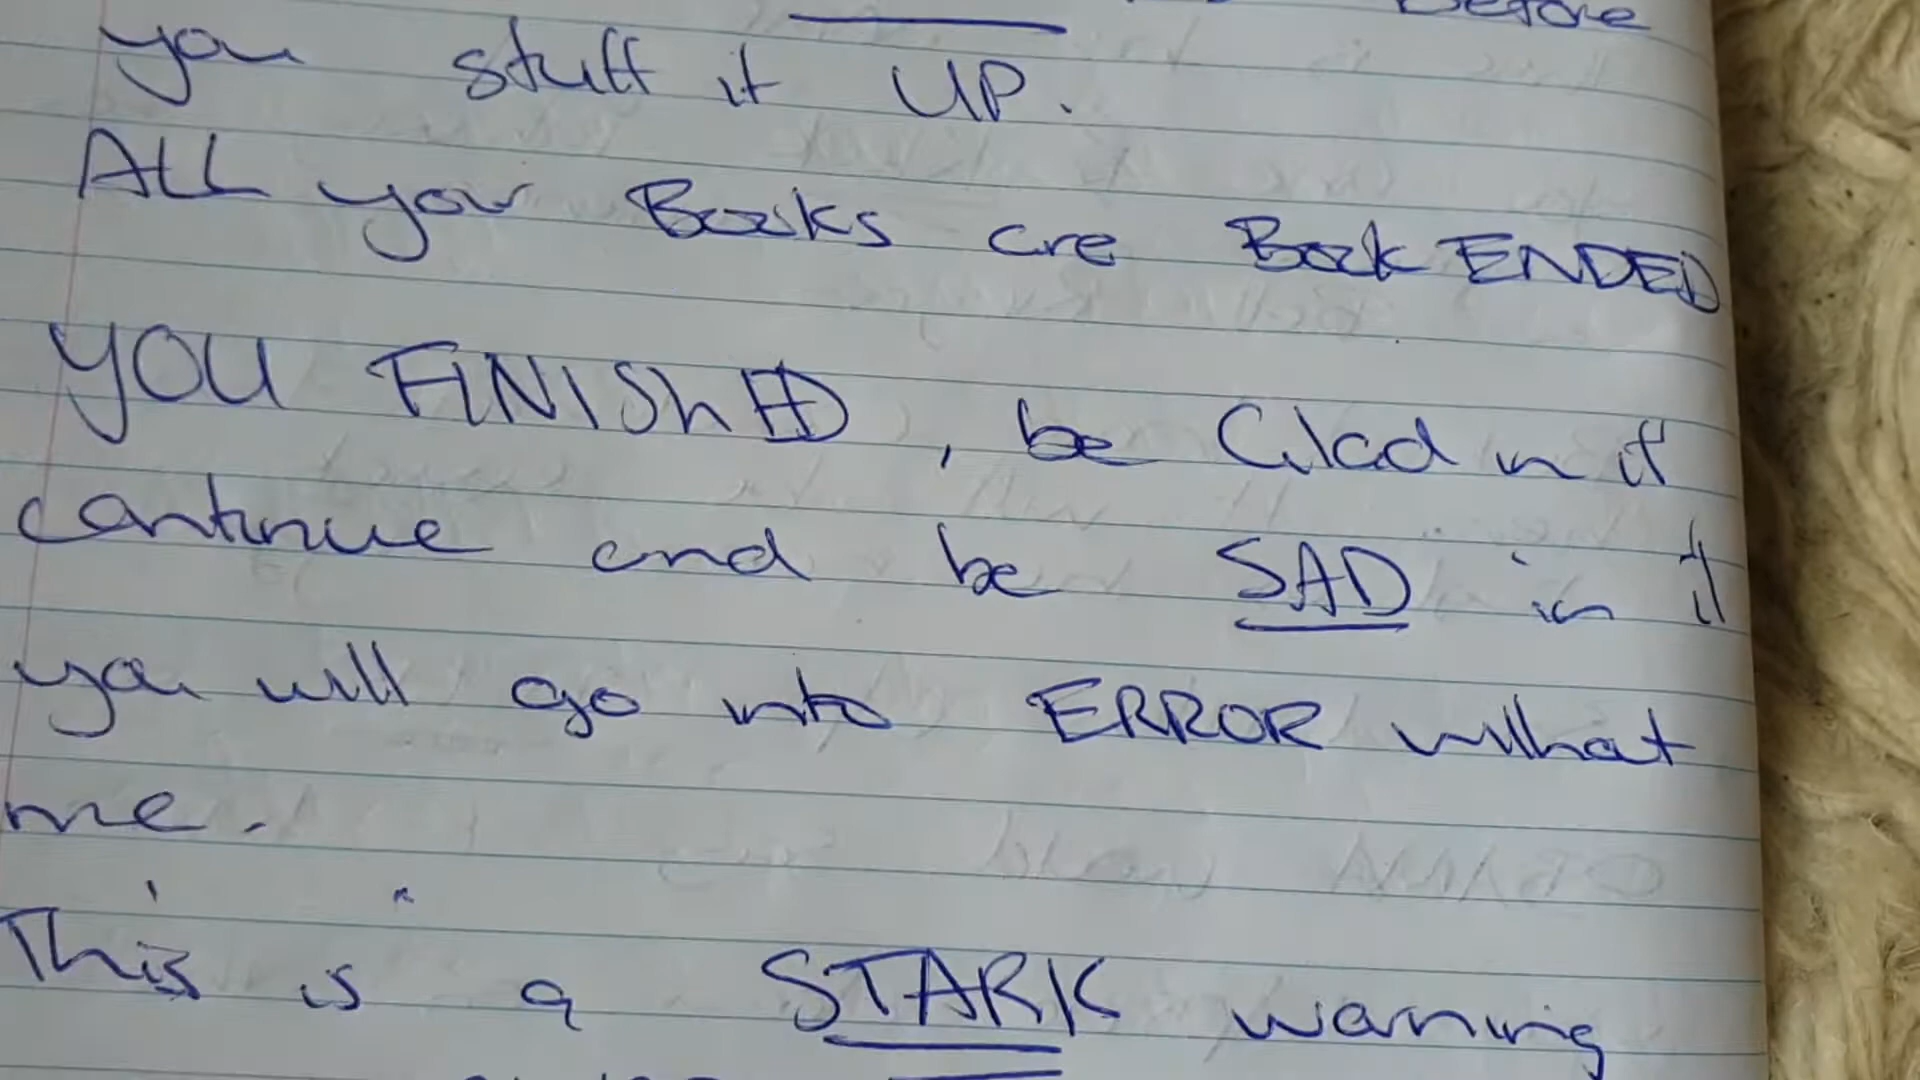 Before
you stuff it UP.
ALL your Books are Book ENDED
YOU FINIShED, be Glad in it
continue and be SAD in it
you will go into ERROR without
me.
This is a STARK warning